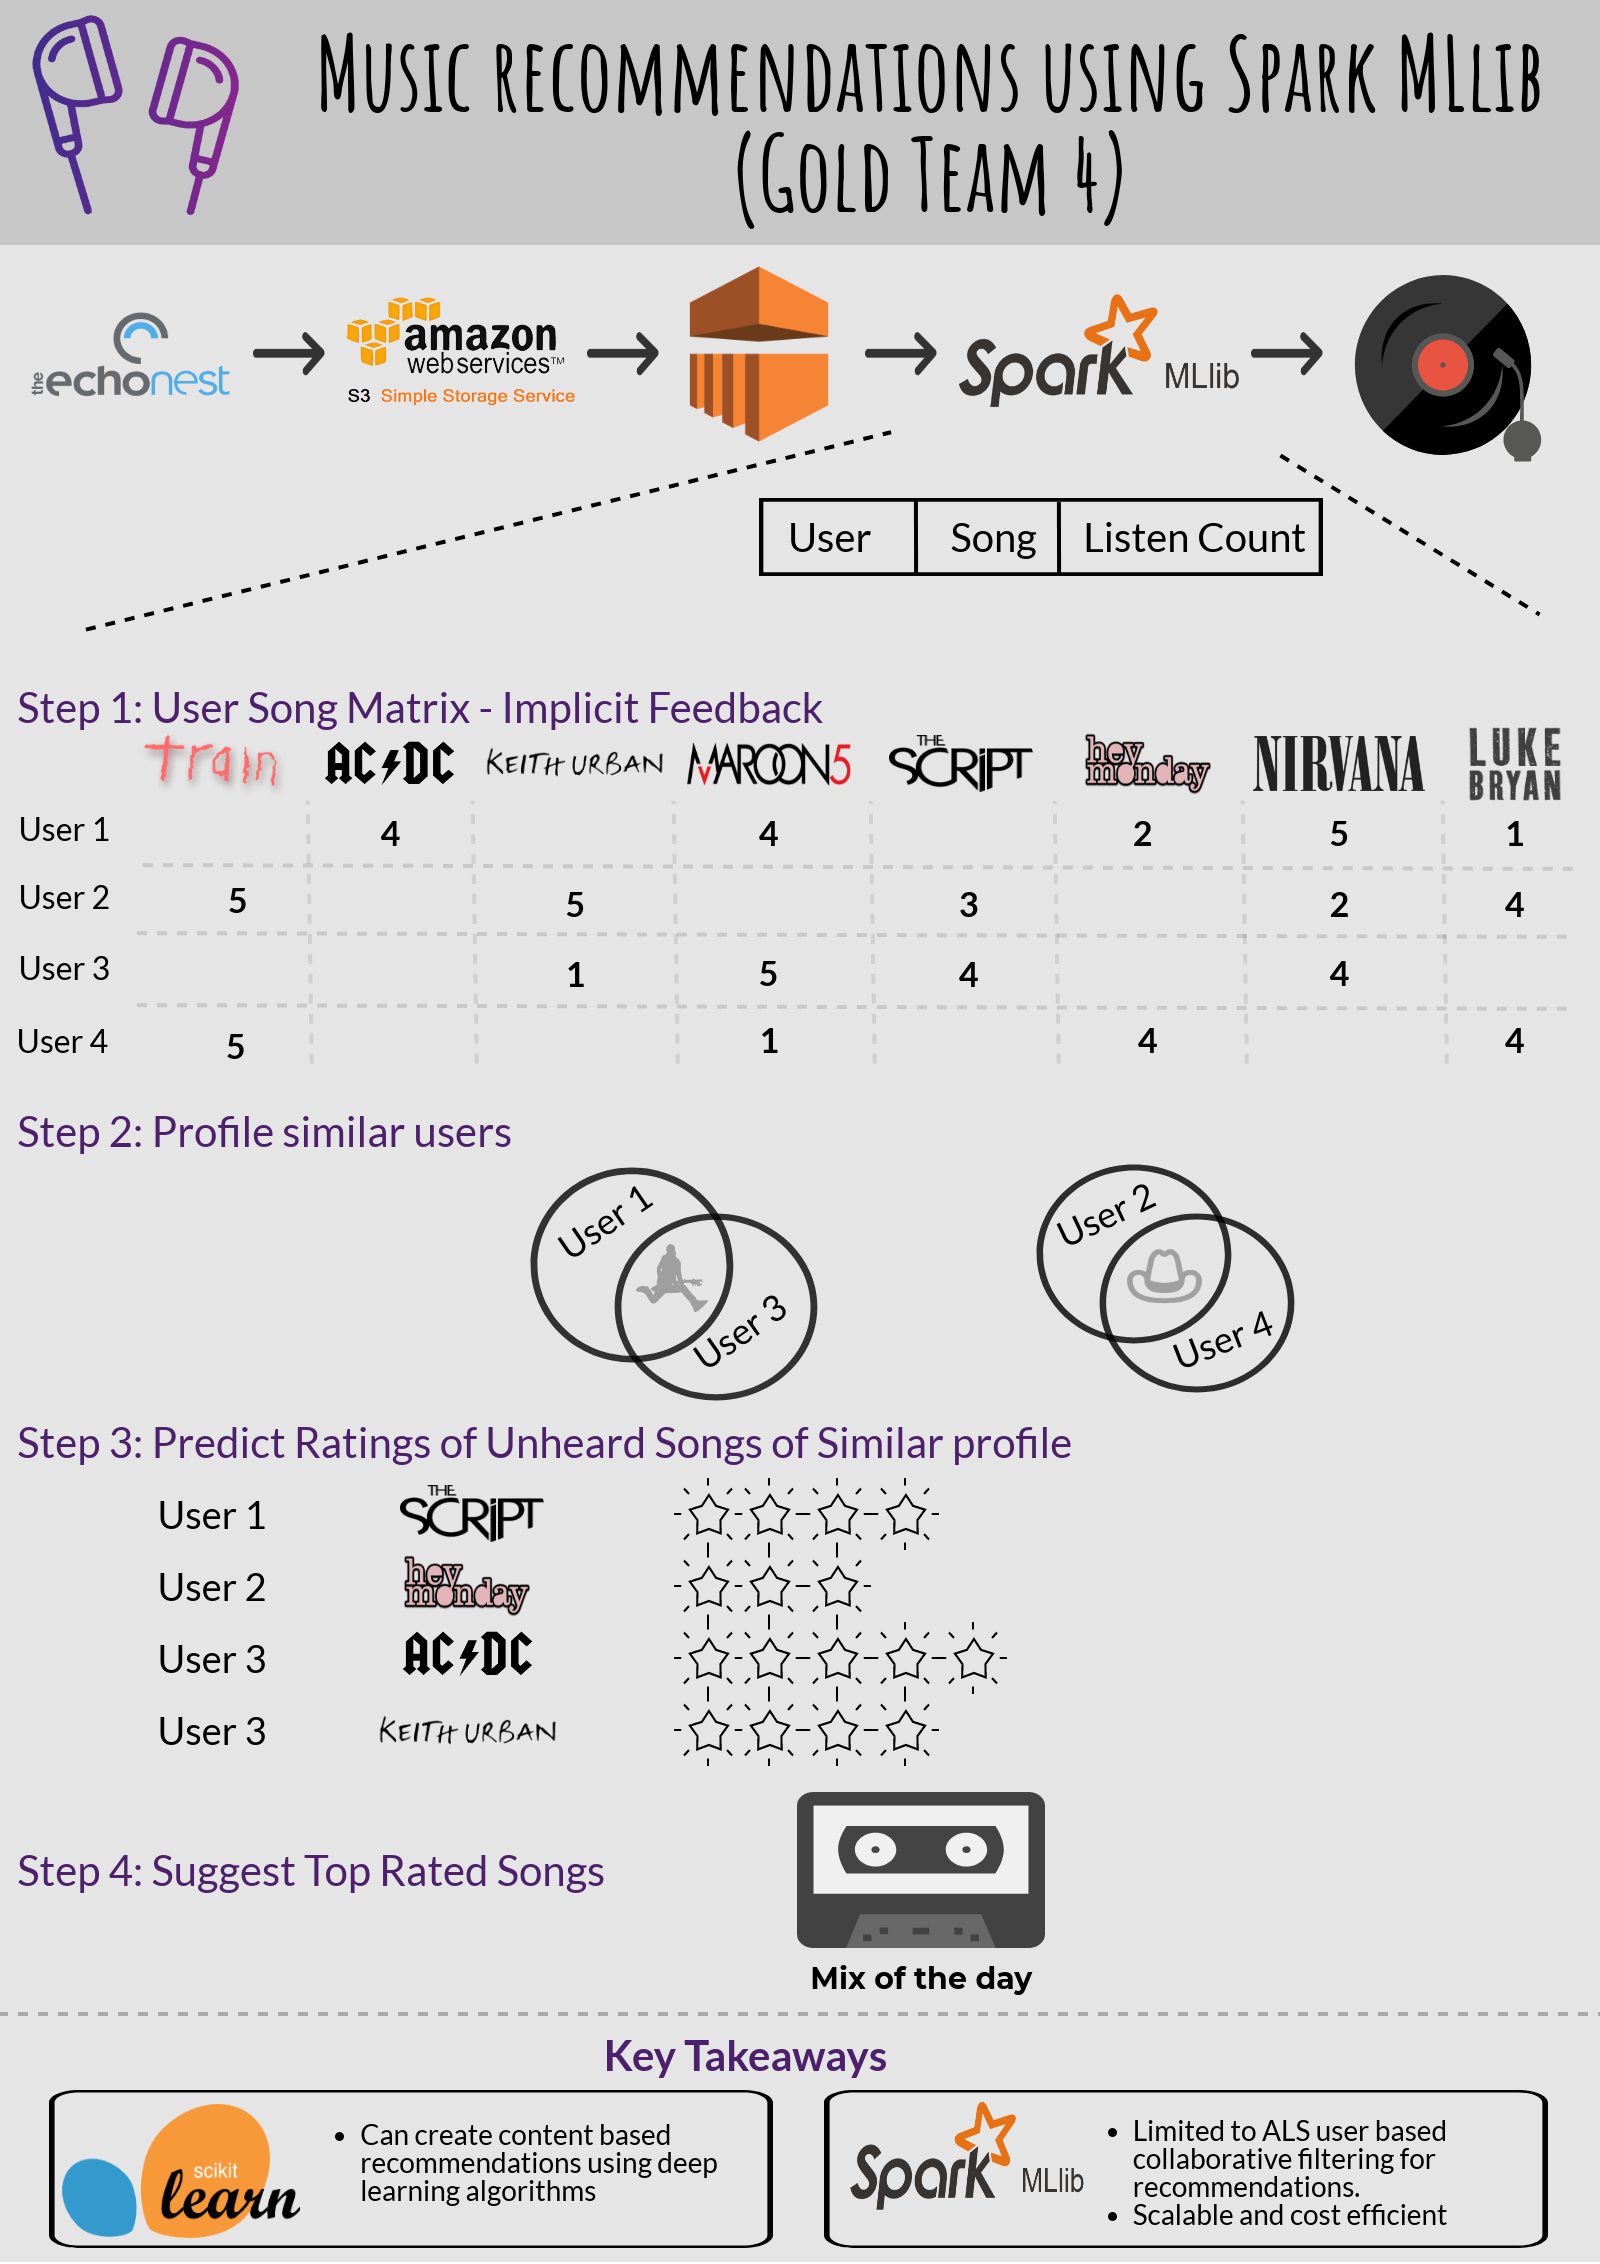 Music recommendations using Spark MLlib
(Gold Team 4)
the echonest
amazon
webservices™
S3 Simple Storage Service
Spark MLlib
User Song Listen Count
Step 1: User Song Matrix - Implicit Feedback
train AC/DC KEITH URBAN MAROON5 THE SCRIPT hey monday NIRVANA LUKE BRYAN
User 1 4 4 2 5 1
User 2 5 5 3 2 4
User 3 1 5 4 4
User 4 5 1 4 4
Step 2: Profile similar users
User 1
User 3
User 2
User 4
Step 3: Predict Ratings of Unheard Songs of Similar profile
User 1 THE SCRIPT
User 2 hey monday
User 3 AC/DC
User 3 KEITH URBAN
Step 4: Suggest Top Rated Songs
Mix of the day
Key Takeaways
scikit
learn
• Can create content based
recommendations using deep
learning algorithms
Spark MLlib
• Limited to ALS user based
collaborative filtering for
recommendations.
• Scalable and cost efficient